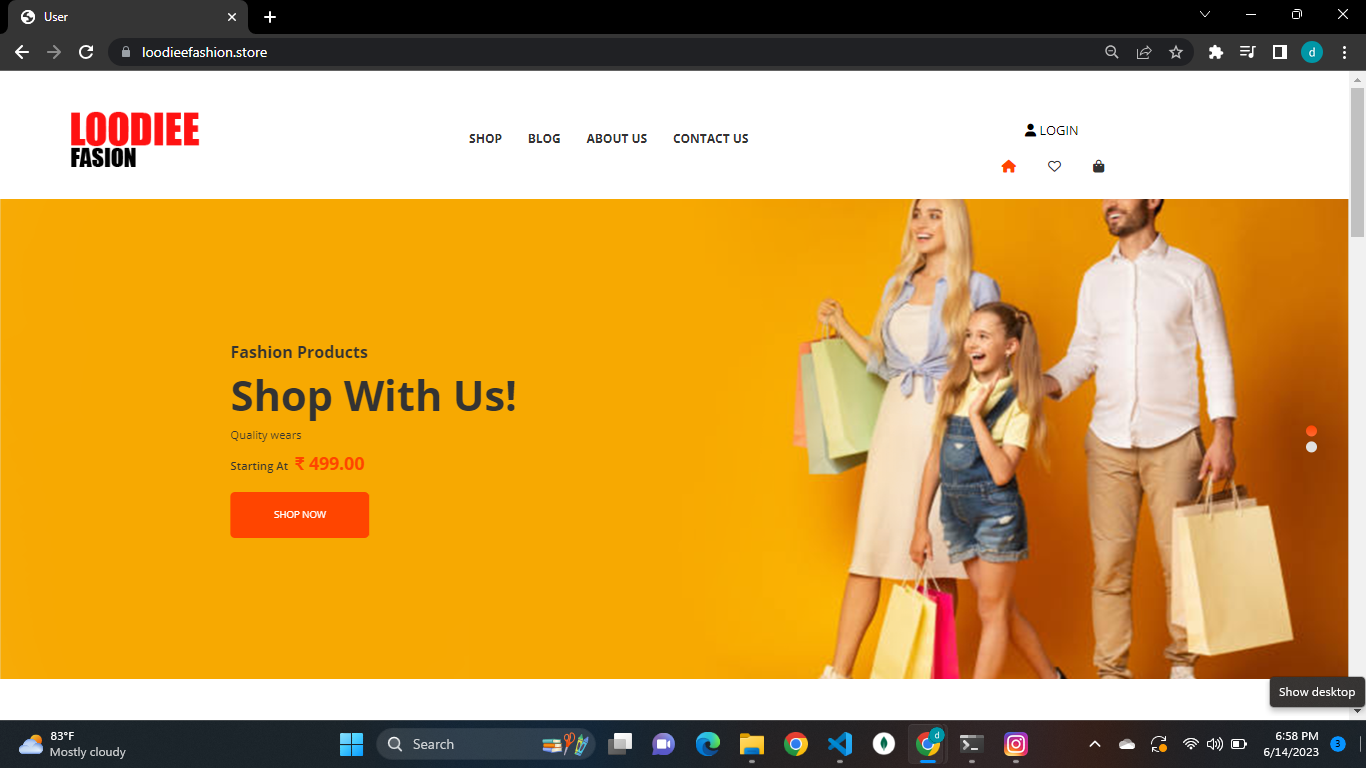 User
loodieefashion.store
d
LOODIEE
FASION
SHOP BLOG ABOUT US CONTACT US
LOGIN
Fashion Products
Shop With Us!
Quality wears
Starting At ₹ 499.00
SHOP NOW
Show desktop
83°F
Mostly cloudy
Search
d
6:58 PM
6/14/2023
3